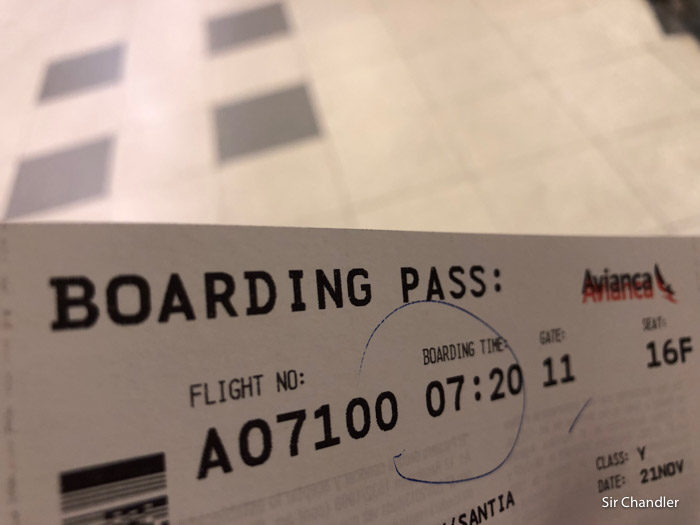 BOARDING PASS:
Avianca
FLIGHT NO:
AO7100
BOARDING TIME:
07:20
GATE:
11
SEAT:
16F
CLASS: Y
DATE: 21NOV
/SANTIA
Sir Chandler